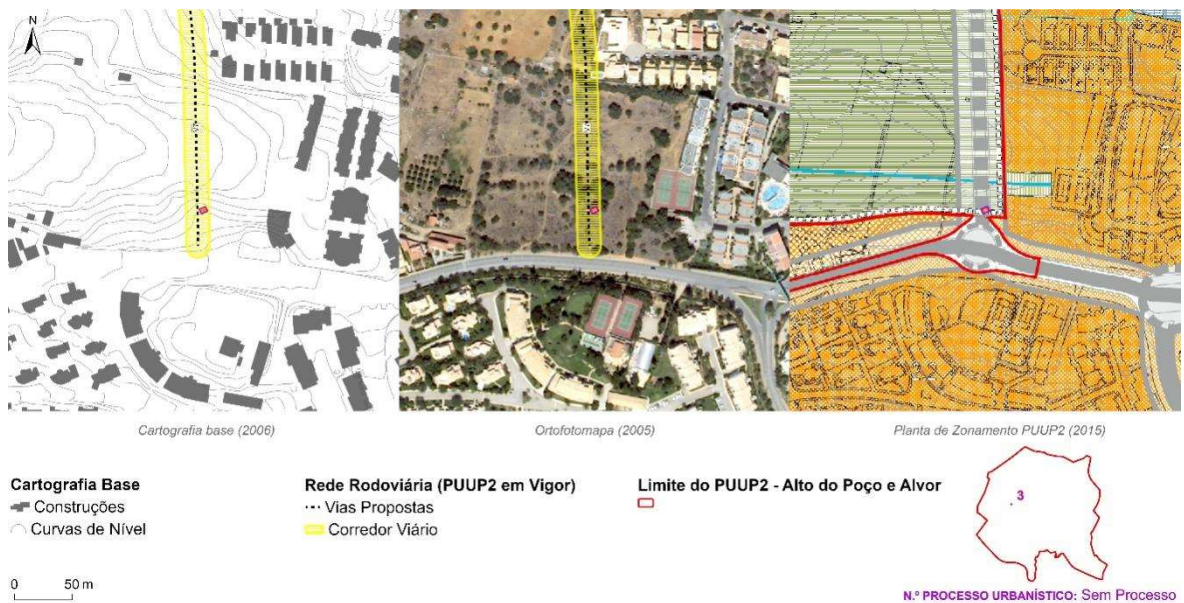 N
Cartografia base (2006)
Ortofotomapa (2005)
Planta de Zonamento PUUP2 (2015)
Cartografia Base
Construções
Curvas de Nível
Rede Rodoviária (PUUP2 em Vigor)
Vias Propostas
Corredor Viário
Limite do PUUP2 - Alto do Poço e Alvor
3
0 50 m
N.º PROCESSO URBANÍSTICO: Sem Processo